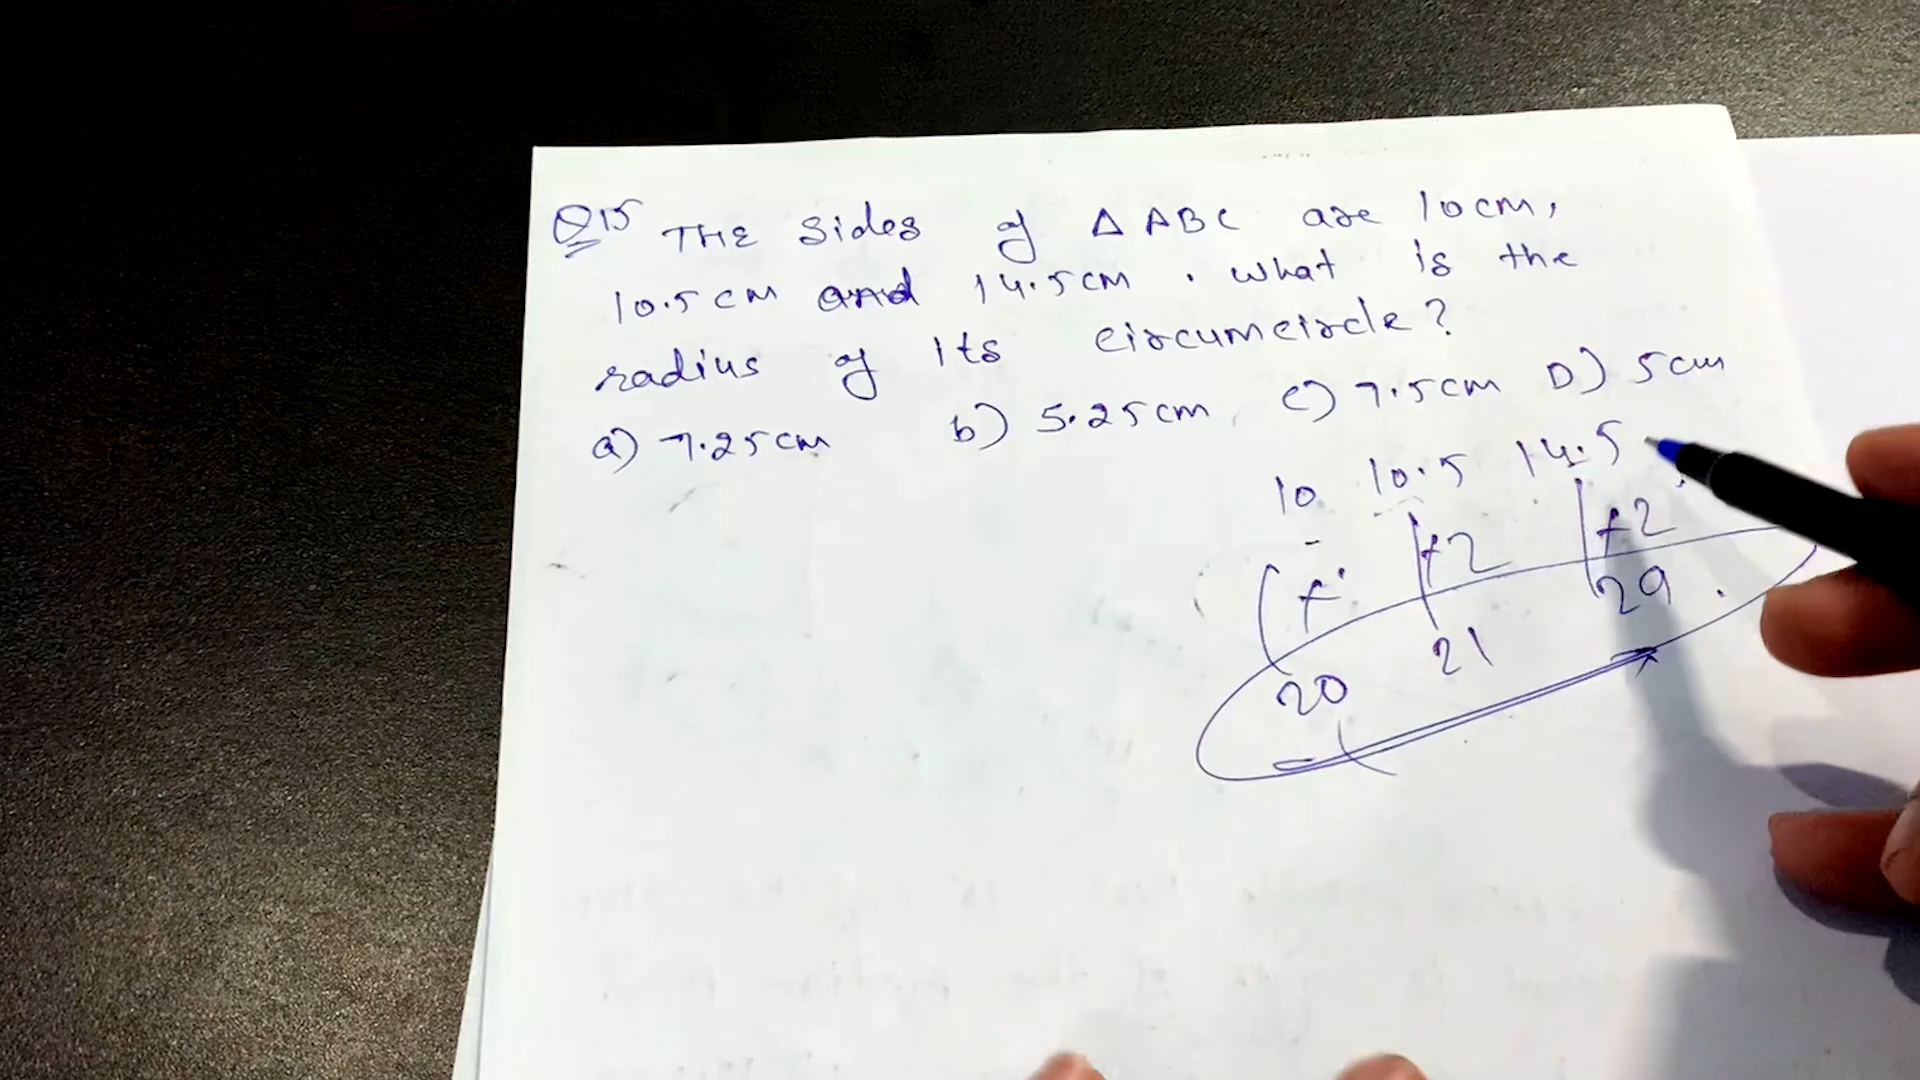 Q15 THE sides of Δ ABC are 10cm,
10.5cm and 14.5cm. what is the
radius of its circumcircle?
a) 7.25cm b) 5.25cm c) 7.5cm D) 5cm
10 10.5 14.5
×2 ×2
20 21 29